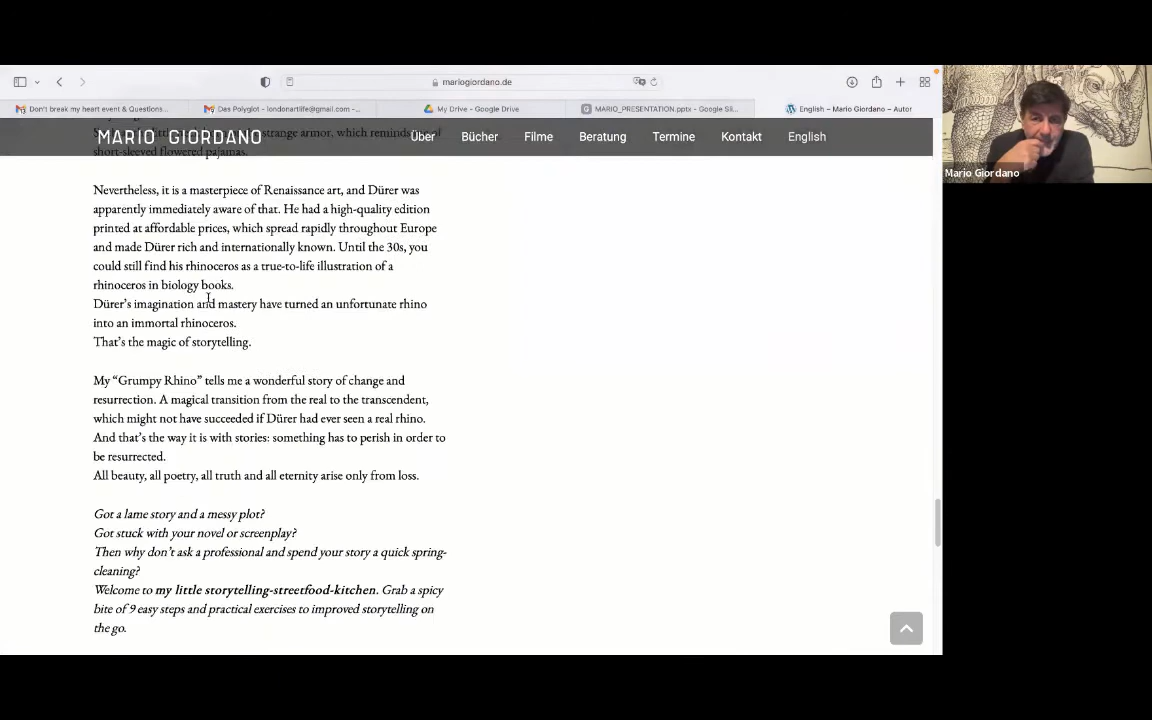 mariogiordano.de
Don't break my heart event & Questions...
Das Polyglot - londonartlife@gmail.com -...
My Drive - Google Drive
MARIO_PRESENTATION.pptx - Google Sli...
English – Mario Giordano – Autor
MARIO GIORDANO
Über
Bücher
Filme
Beratung
Termine
Kontakt
English
strange armor, which reminds
short-sleeved flowered pajamas.
Nevertheless, it is a masterpiece of Renaissance art, and Dürer was
apparently immediately aware of that. He had a high-quality edition
printed at affordable prices, which spread rapidly throughout Europe
and made Dürer rich and internationally known. Until the 30s, you
could still find his rhinoceros as a true-to-life illustration of a
rhinoceros in biology books.
Dürer's imagination and mastery have turned an unfortunate rhino
into an immortal rhinoceros.
That's the magic of storytelling.
My “Grumpy Rhino” tells me a wonderful story of change and
resurrection. A magical transition from the real to the transcendent,
which might not have succeeded if Dürer had ever seen a real rhino.
And that's the way it is with stories: something has to perish in order to
be resurrected.
All beauty, all poetry, all truth and all eternity arise only from loss.
Got a lame story and a messy plot?
Got stuck with your novel or screenplay?
Then why don't ask a professional and spend your story a quick spring-
cleaning?
Welcome to my little storytelling-streetfood-kitchen. Grab a spicy
bite of 9 easy steps and practical exercises to improved storytelling on
the go.
Mario Giordano